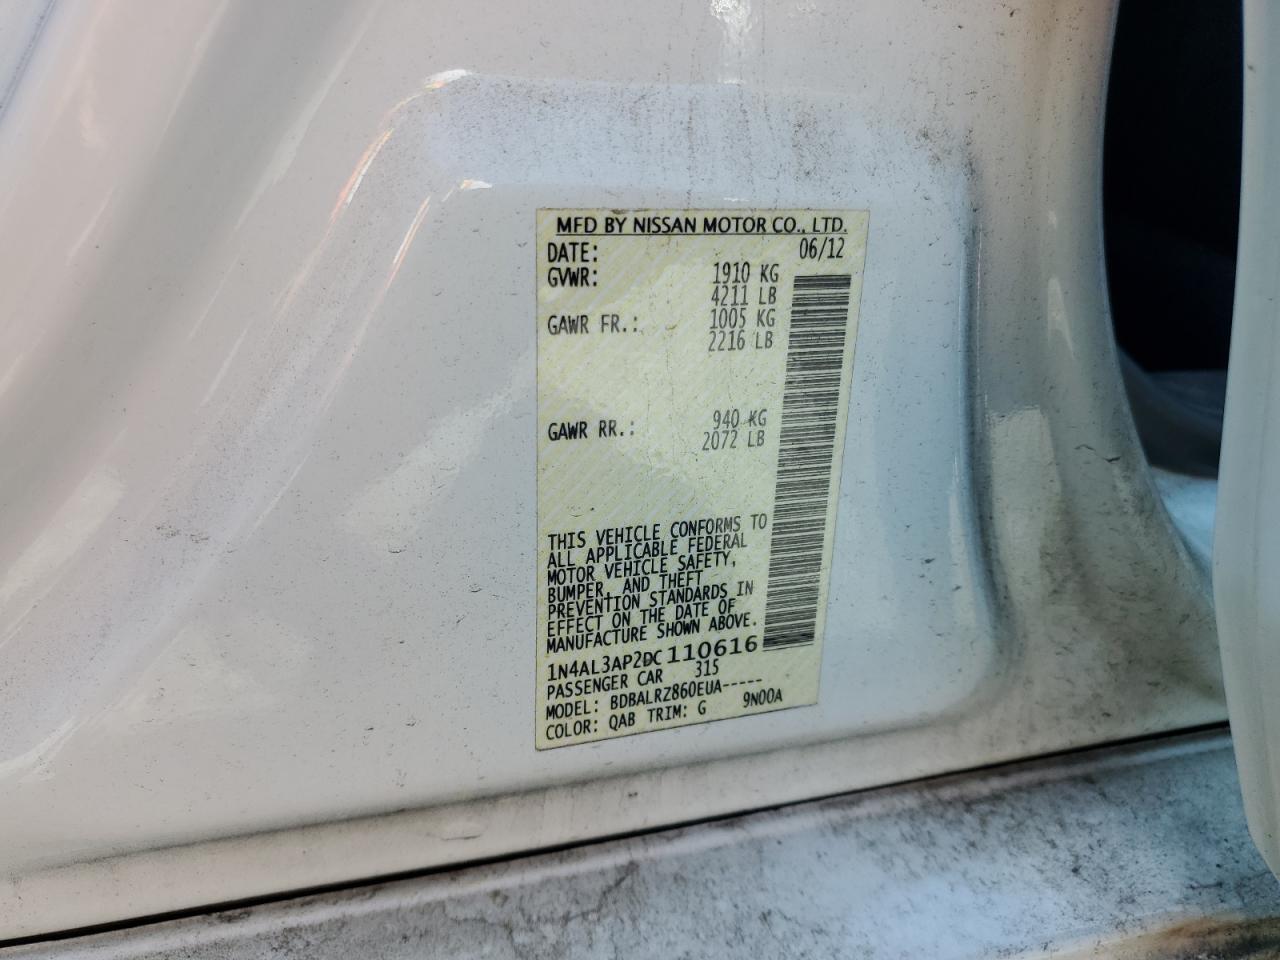 MFD BY NISSAN MOTOR CO., LTD.
DATE: 06/12
GVWR: 1910 KG
4211 LB
GAWR FR.: 1005 KG
2216 LB
GAWR RR.: 940 KG
2072 LB
THIS VEHICLE CONFORMS TO
ALL APPLICABLE FEDERAL
MOTOR VEHICLE SAFETY,
BUMPER, AND THEFT
PREVENTION STANDARDS IN
EFFECT ON THE DATE OF
MANUFACTURE SHOWN ABOVE.
1N4AL3AP2DC110616
PASSENGER CAR 315
MODEL: BDBALRZ860EUA-----
COLOR: QAB TRIM: G 9N00A